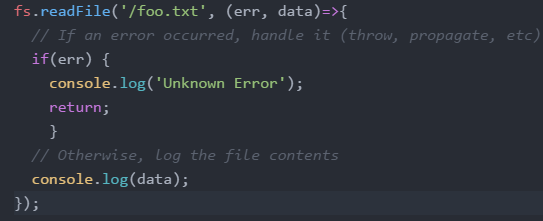 fs.readFile('/foo.txt', (err, data)=>{
  // If an error occurred, handle it (throw, propagate, etc)
  if(err) {
    console.log('Unknown Error');
    return;
    }
  // Otherwise, log the file contents
  console.log(data);
});